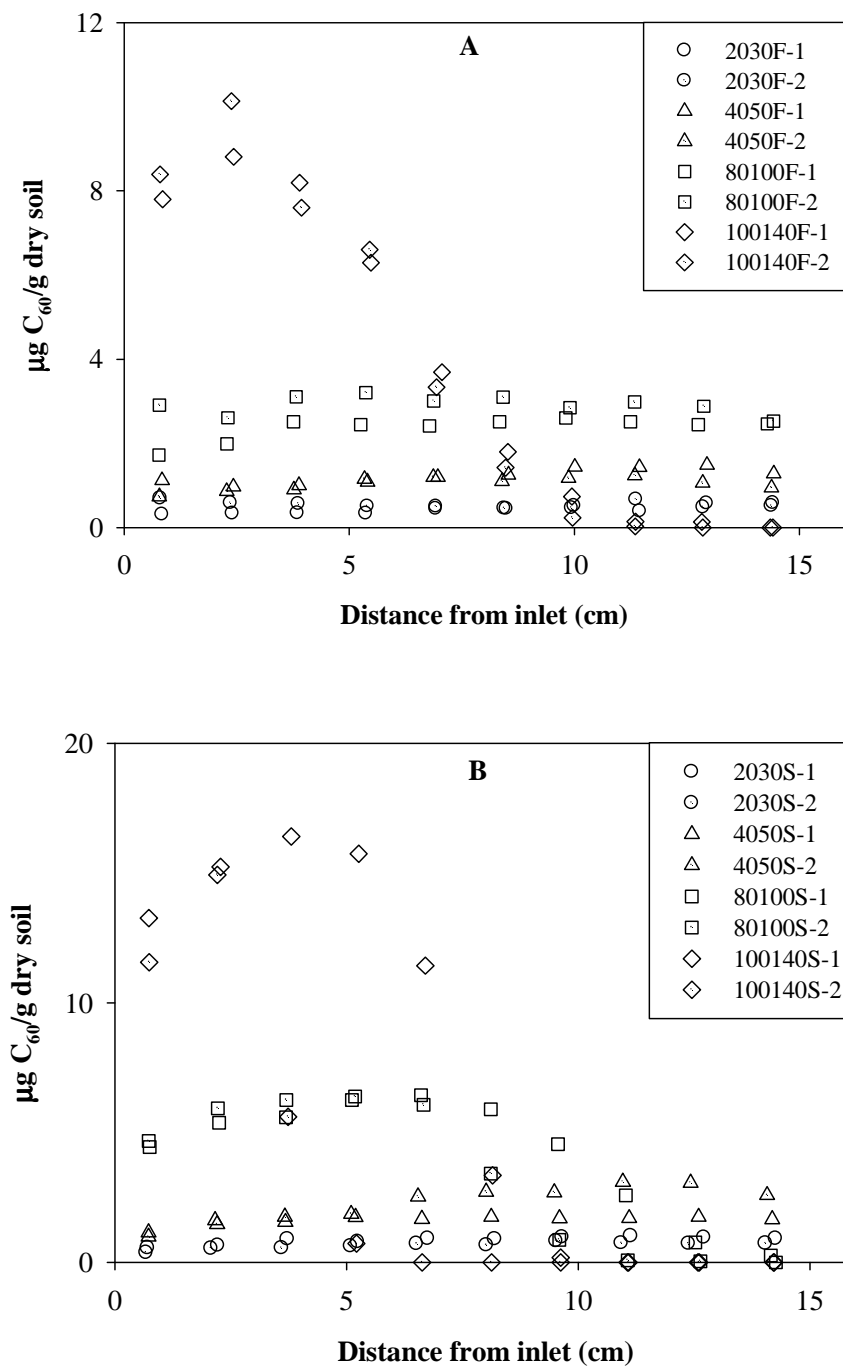 A
12
8
4
0
0
5
10
15
µg C60/g dry soil
Distance from inlet (cm)
2030F-1
2030F-2
4050F-1
4050F-2
80100F-1
80100F-2
100140F-1
100140F-2
B
20
10
0
0
5
10
15
µg C60/g dry soil
Distance from inlet (cm)
2030S-1
2030S-2
4050S-1
4050S-2
80100S-1
80100S-2
100140S-1
100140S-2